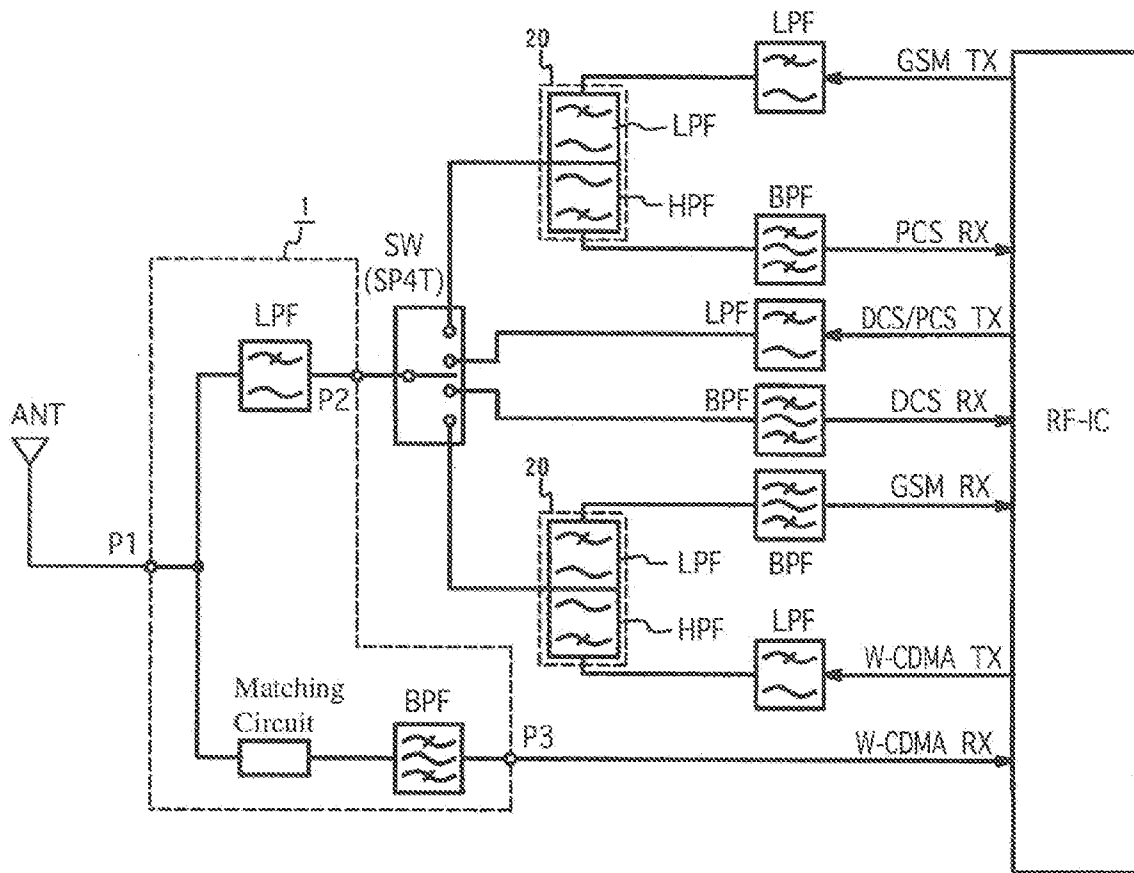 LPF
20
GSM TX
LPF
HPF
BPF
PCS RX
1
SW
(SP4T)
LPF
LPF
DCS/PCS TX
P2
BPF
DCS RX
RF-IC
ANT
20
GSM RX
P1
LPF
BPF
HPF
LPF
W-CDMA TX
Matching
Circuit
BPF
P3
W-CDMA RX